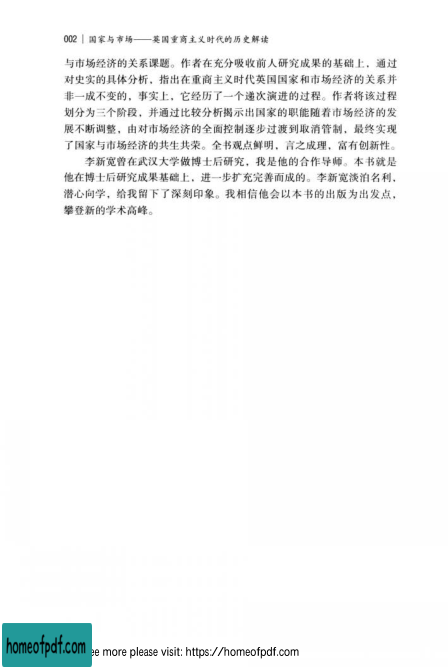 002 | 国家与市场——英国重商主义时代的历史解读
与市场经济的关系课题。作者在充分吸收前人研究成果的基础上，通过
对史实的具体分析，指出在重商主义时代英国国家和市场经济的关系并
非一成不变的，事实上，它经历了一个递次演进的过程。作者将该过程
划分为三个阶段，并通过比较分析揭示出国家的职能随着市场经济的发
展不断调整，由对市场经济的全面控制逐步过渡到取消管制，最终实现
了国家与市场经济的共生共荣。全书观点鲜明，言之成理，富有创新性。
李新宽曾在武汉大学做博士后研究，我是他的合作导师。本书就是
他在博士后研究成果基础上，进一步扩充完善而成的。李新宽淡泊名利，
潜心向学，给我留下了深刻印象。我相信他会以本书的出版为出发点，
攀登新的学术高峰。
homeofpdf.com
ee more please visit: https://homeofpdf.com